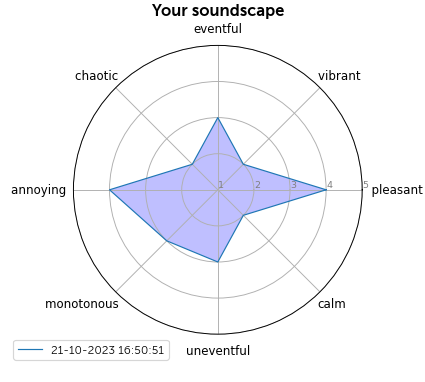 Your soundscape
eventful
chaotic
vibrant
annoying
1
2
3
4
5
pleasant
monotonous
calm
21-10-2023 16:50:51
uneventful